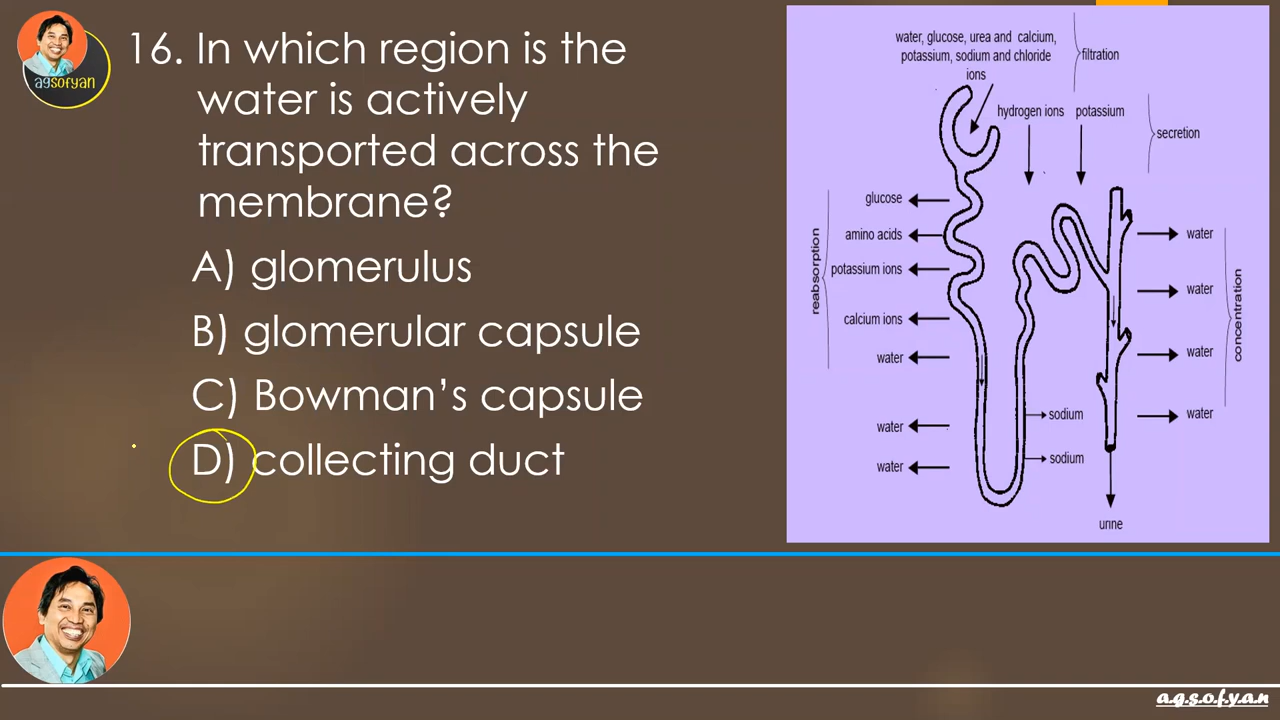 agsofyan
16. In which region is the
water is actively
transported across the
membrane?
A) glomerulus
B) glomerular capsule
C) Bowman's capsule
D) collecting duct
water, glucose, urea and calcium,
potassium, sodium and chloride
ions
filtration
hydrogen ions
potassium
secretion
glucose
amino acids
potassium ions
calcium ions
water
water
water
reabsorption
sodium
sodium
water
water
water
water
concentration
urine
a.g.s.o.f.y.a.n